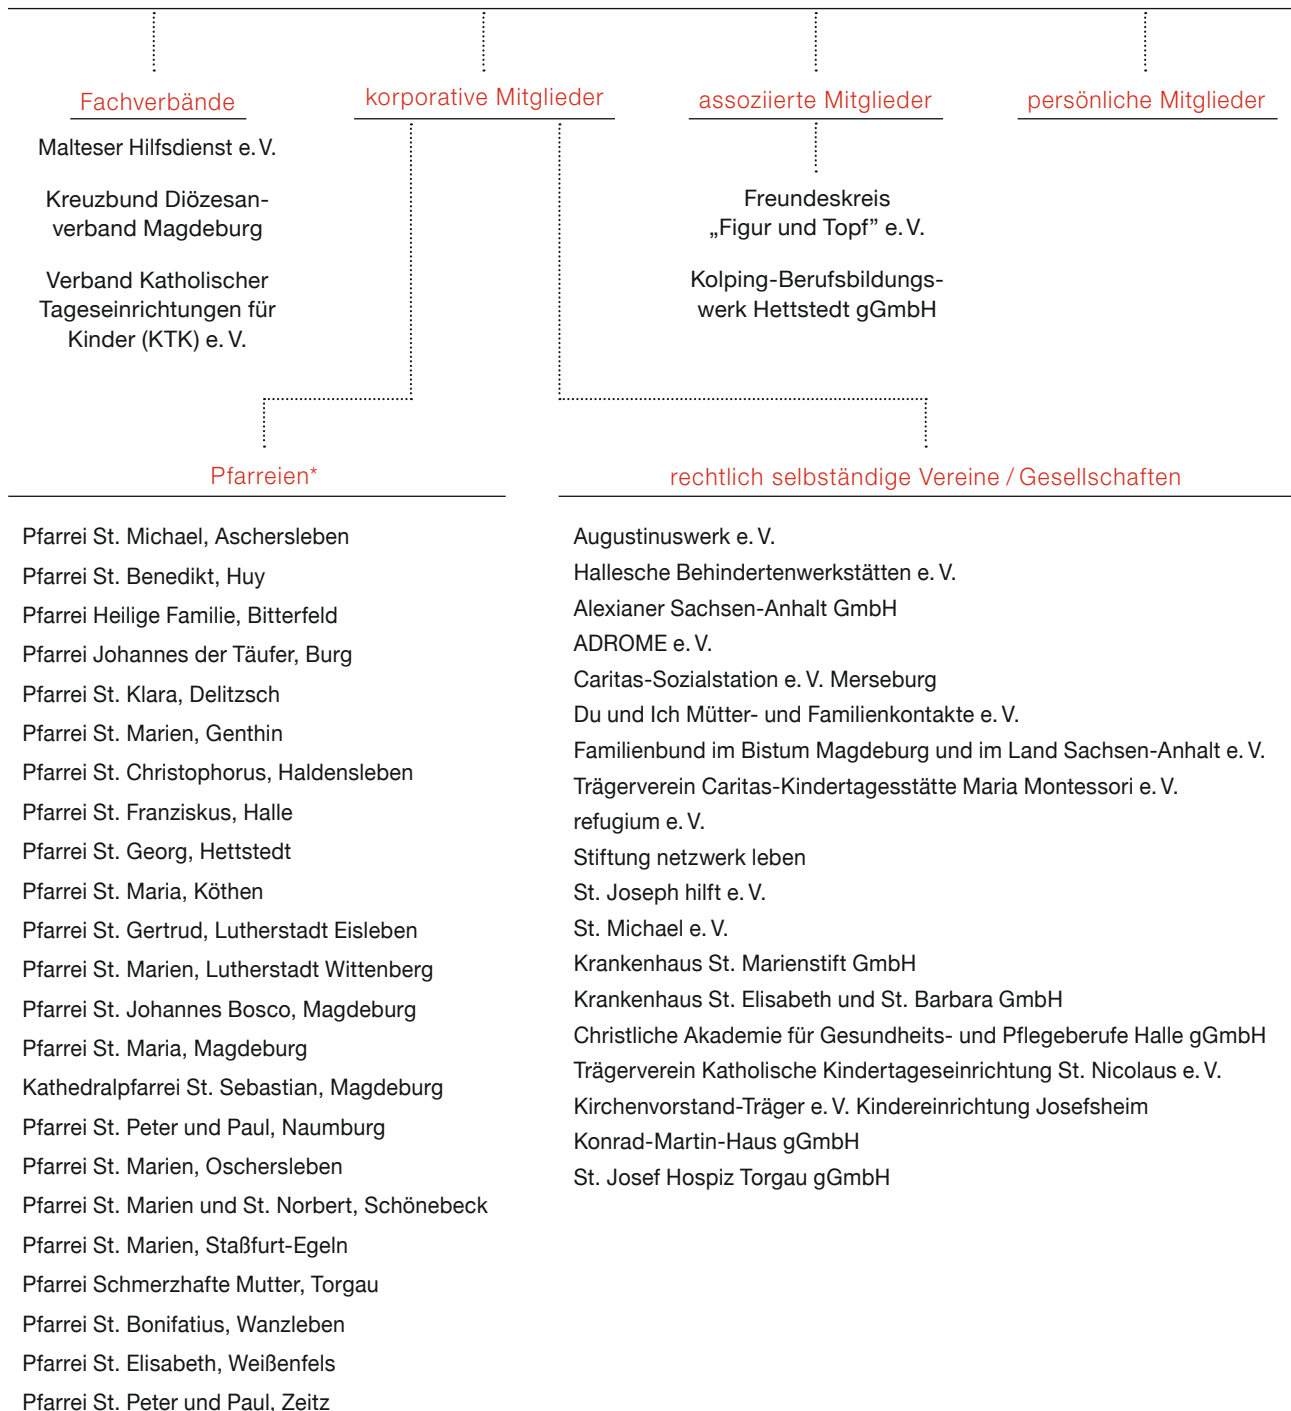 Fachverbände
Malteser Hilfsdienst e. V.
Kreuzbund Diözesan-
verband Magdeburg
Verband Katholischer
Tageseinrichtungen für
Kinder (KTK) e. V.
korporative Mitglieder
assoziierte Mitglieder
Freundeskreis
„Figur und Topf” e. V.
Kolping-Berufsbildungs-
werk Hettstedt gGmbH
persönliche Mitglieder
Pfarreien*
Pfarrei St. Michael, Aschersleben
Pfarrei St. Benedikt, Huy
Pfarrei Heilige Familie, Bitterfeld
Pfarrei Johannes der Täufer, Burg
Pfarrei St. Klara, Delitzsch
Pfarrei St. Marien, Genthin
Pfarrei St. Christophorus, Haldensleben
Pfarrei St. Franziskus, Halle
Pfarrei St. Georg, Hettstedt
Pfarrei St. Maria, Köthen
Pfarrei St. Gertrud, Lutherstadt Eisleben
Pfarrei St. Marien, Lutherstadt Wittenberg
Pfarrei St. Johannes Bosco, Magdeburg
Pfarrei St. Maria, Magdeburg
Kathedralpfarrei St. Sebastian, Magdeburg
Pfarrei St. Peter und Paul, Naumburg
Pfarrei St. Marien, Oschersleben
Pfarrei St. Marien und St. Norbert, Schönebeck
Pfarrei St. Marien, Staßfurt-Egeln
Pfarrei Schmerzhafte Mutter, Torgau
Pfarrei St. Bonifatius, Wanzleben
Pfarrei St. Elisabeth, Weißenfels
Pfarrei St. Peter und Paul, Zeitz
rechtlich selbständige Vereine / Gesellschaften
Augustinuswerk e. V.
Hallesche Behindertenwerkstätten e. V.
Alexianer Sachsen-Anhalt GmbH
ADROME e. V.
Caritas-Sozialstation e. V. Merseburg
Du und Ich Mütter- und Familienkontakte e. V.
Familienbund im Bistum Magdeburg und im Land Sachsen-Anhalt e. V.
Trägerverein Caritas-Kindertagesstätte Maria Montessori e. V.
refugium e. V.
Stiftung netzwerk leben
St. Joseph hilft e. V.
St. Michael e. V.
Krankenhaus St. Marienstift GmbH
Krankenhaus St. Elisabeth und St. Barbara GmbH
Christliche Akademie für Gesundheits- und Pflegeberufe Halle gGmbH
Trägerverein Katholische Kindertageseinrichtung St. Nicolaus e. V.
Kirchenvorstand-Träger e. V. Kindereinrichtung Josefsheim
Konrad-Martin-Haus gGmbH
St. Josef Hospiz Torgau gGmbH